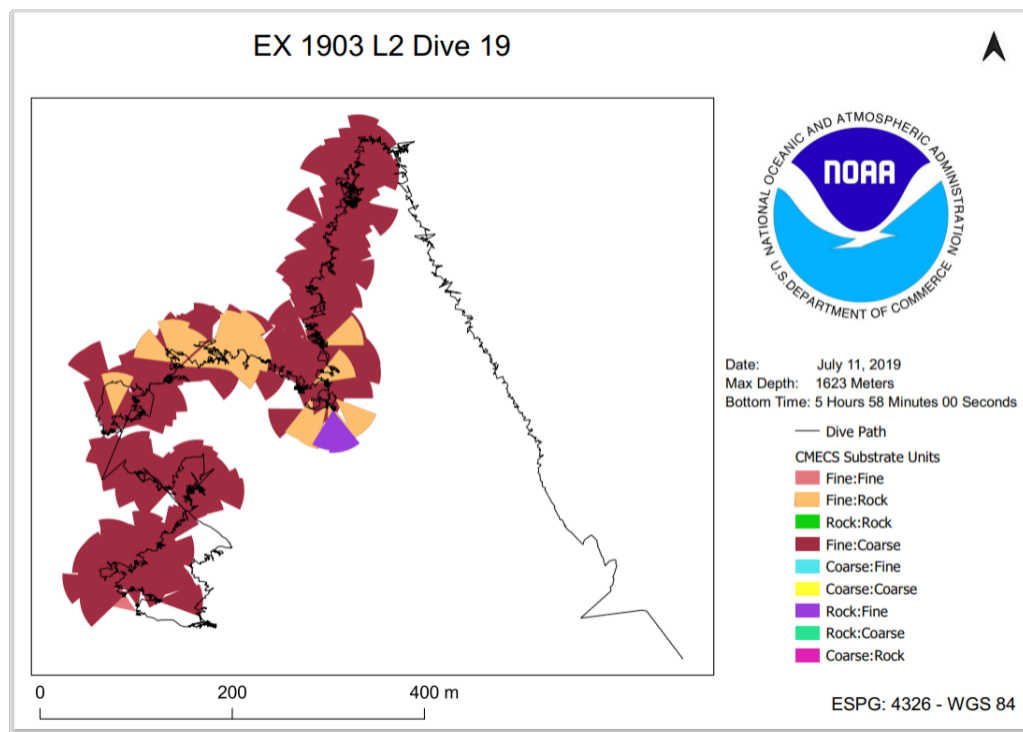 EX 1903 L2 Dive 19
NATIONAL OCEANIC AND ATMOSPHERIC ADMINISTRATION
NOAA
U.S. DEPARTMENT OF COMMERCE
Date: July 11, 2019
Max Depth: 1623 Meters
Bottom Time: 5 Hours 58 Minutes 00 Seconds
Dive Path
CMECS Substrate Units
Fine:Fine
Fine:Rock
Rock:Rock
Fine:Coarse
Coarse:Fine
Coarse:Coarse
Rock:Fine
Rock:Coarse
Coarse:Rock
0 200 400 m
ESPG: 4326 - WGS 84